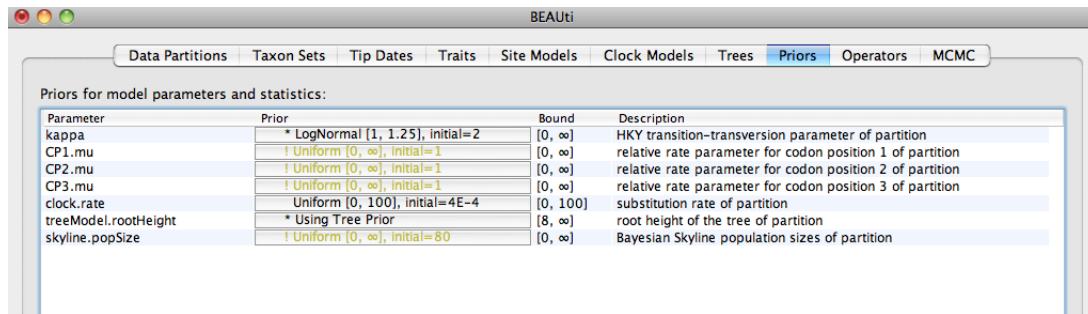 BEAUti
Data Partitions Taxon Sets Tip Dates Traits Site Models Clock Models Trees Priors Operators MCMC
Priors for model parameters and statistics:
Parameter Prior Bound Description
kappa * LogNormal [1, 1.25], initial=2 [0, ∞] HKY transition-transversion parameter of partition
CP1.mu ! Uniform [0, ∞], initial=1 [0, ∞] relative rate parameter for codon position 1 of partition
CP2.mu ! Uniform [0, ∞], initial=1 [0, ∞] relative rate parameter for codon position 2 of partition
CP3.mu ! Uniform [0, ∞], initial=1 [0, ∞] relative rate parameter for codon position 3 of partition
clock.rate Uniform [0, 100], initial=4E-4 [0, 100] substitution rate of partition
treeModel.rootHeight * Using Tree Prior [8, ∞] root height of the tree of partition
skyline.popSize ! Uniform [0, ∞], initial=80 [0, ∞] Bayesian Skyline population sizes of partition